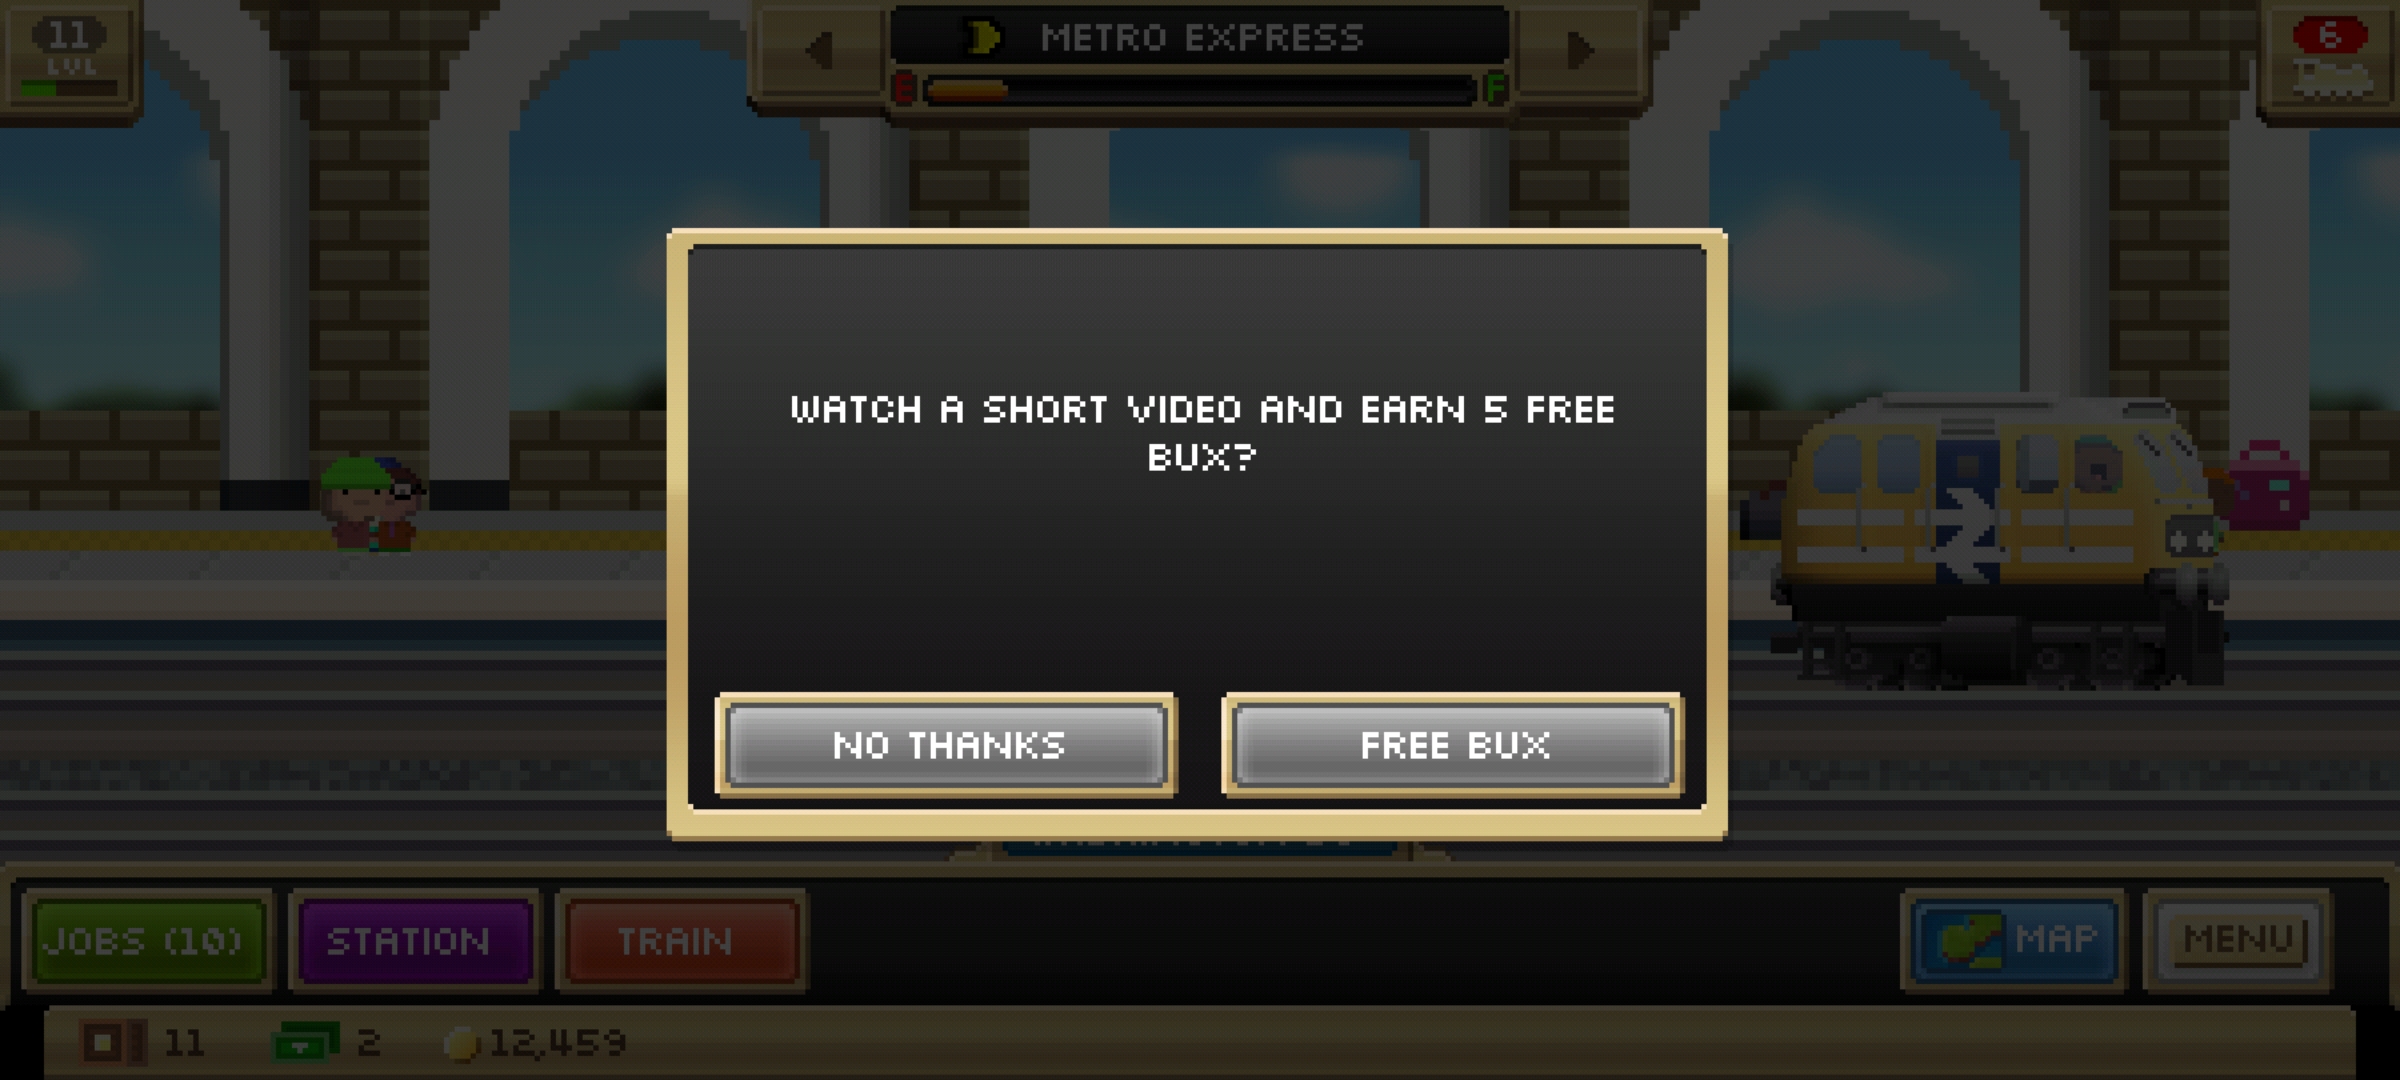 11
LVL
METRO EXPRESS
E F
6
WATCH A SHORT VIDEO AND EARN 5 FREE
BUX?
NO THANKS
FREE BUX
JOBS (10)
STATION
TRAIN
MAP
MENU
11
2
12,459